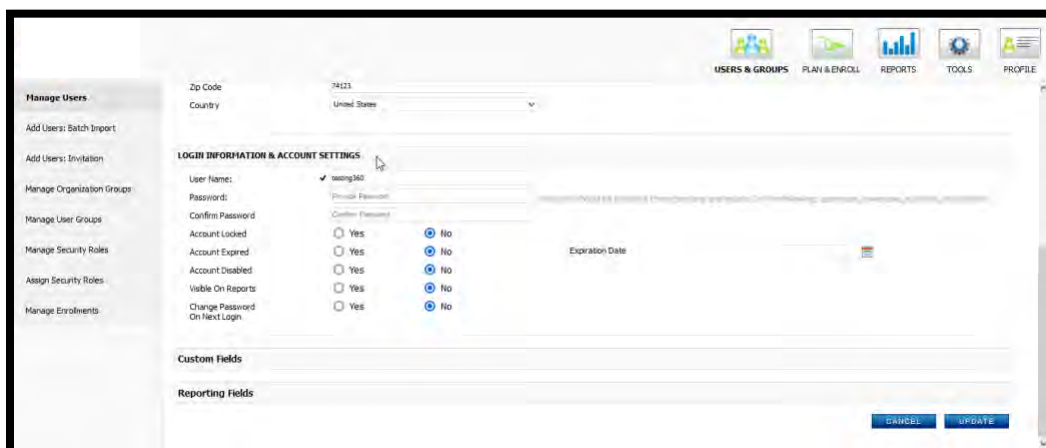 USERS & GROUPS PLAN & ENROLL REPORTS TOOLS PROFILE
Manage Users
Add Users: Batch Import
Add Users: Invitation
Manage Organization Groups
Manage User Groups
Manage Security Roles
Assign Security Roles
Manage Enrollments
Zip Code 74123
Country United States
LOGIN INFORMATION & ACCOUNT SETTINGS
User Name: testing360
Password: Private Password
Confirm Password Confirm Password
Account Locked Yes No
Account Expired Yes No Expiration Date
Account Disabled Yes No
Visible On Reports Yes No
Change Password Yes No
On Next Login
Custom Fields
Reporting Fields
CANCEL UPDATE